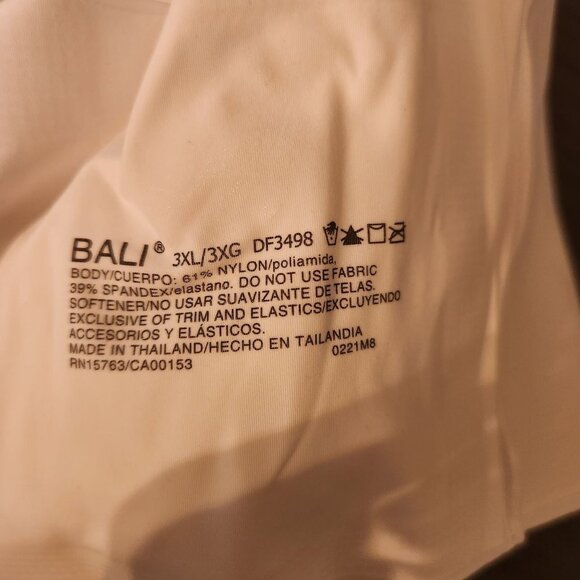 BALI® 3XL/3XG DF3498
BODY/CUERPO: 61% NYLON/poliamida,
39% SPANDEX/elastano. DO NOT USE FABRIC
SOFTENER/NO USAR SUAVIZANTE DE TELAS.
EXCLUSIVE OF TRIM AND ELASTICS/EXCLUYENDO
ACCESORIOS Y ELÁSTICOS.
MADE IN THAILAND/HECHO EN TAILANDIA
0221M8
RN15763/CA00153